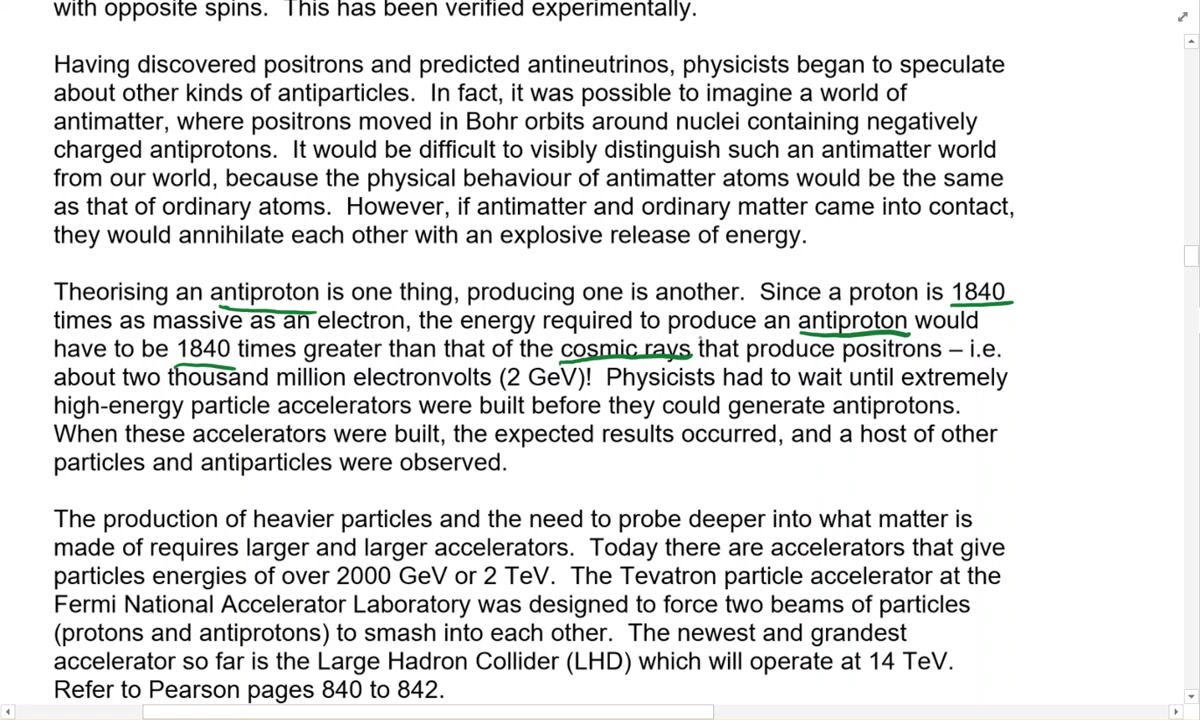 with opposite spins.  This has been verified experimentally.
Having discovered positrons and predicted antineutrinos, physicists began to speculate
about other kinds of antiparticles.  In fact, it was possible to imagine a world of
antimatter, where positrons moved in Bohr orbits around nuclei containing negatively
charged antiprotons.  It would be difficult to visibly distinguish such an antimatter world
from our world, because the physical behaviour of antimatter atoms would be the same
as that of ordinary atoms.  However, if antimatter and ordinary matter came into contact,
they would annihilate each other with an explosive release of energy.
Theorising an antiproton is one thing, producing one is another.  Since a proton is 1840
times as massive as an electron, the energy required to produce an antiproton would
have to be 1840 times greater than that of the cosmic rays that produce positrons – i.e.
about two thousand million electronvolts (2 GeV)!  Physicists had to wait until extremely
high-energy particle accelerators were built before they could generate antiprotons.
When these accelerators were built, the expected results occurred, and a host of other
particles and antiparticles were observed.
The production of heavier particles and the need to probe deeper into what matter is
made of requires larger and larger accelerators.  Today there are accelerators that give
particles energies of over 2000 GeV or 2 TeV.  The Tevatron particle accelerator at the
Fermi National Accelerator Laboratory was designed to force two beams of particles
(protons and antiprotons) to smash into each other.  The newest and grandest
accelerator so far is the Large Hadron Collider (LHD) which will operate at 14 TeV.
Refer to Pearson pages 840 to 842.